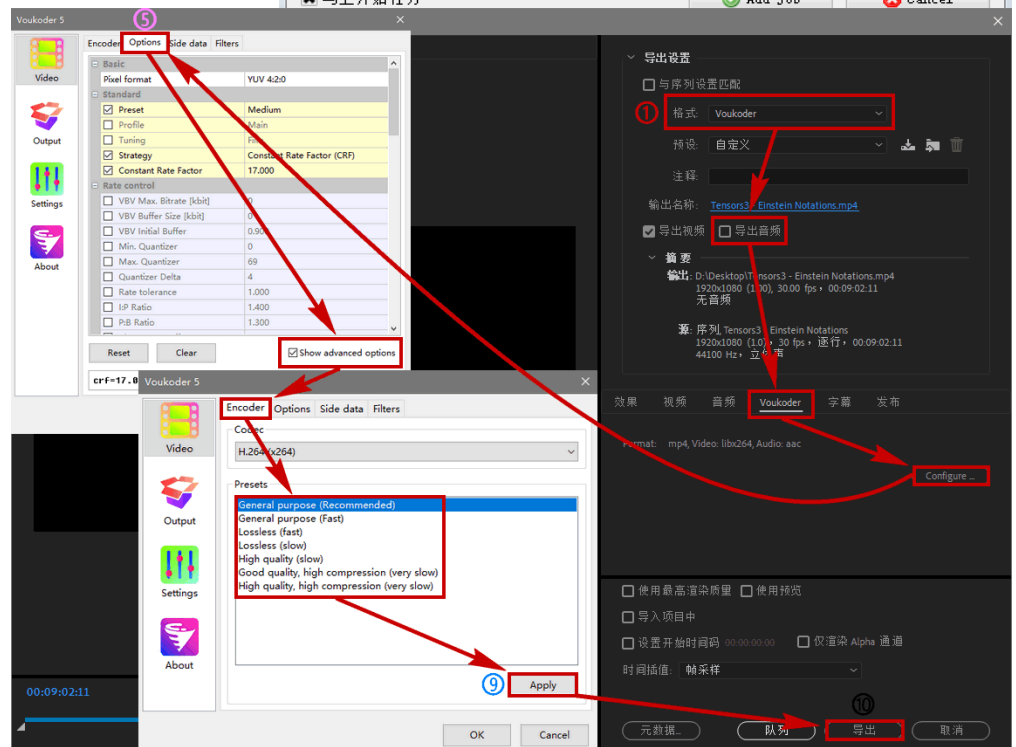 Add job
Cancel
Voukoder 5
⑤
Encoder Options Side data Filters
Video
Output
Settings
About
Basic
Pixel format YUV 4:2:0
Standard
Preset Medium
Profile Main
Tuning
Strategy Constant Rate Factor (CRF)
Constant Rate Factor 17.000
Rate control
VBV Max. Bitrate [kbit] 0
VBV Buffer Size [kbit] 0
VBV Initial Buffer 0.900
Min. Quantizer 0
Max. Quantizer 69
Quantizer Delta 4
Rate tolerance 1.000
I:P Ratio 1.400
P:B Ratio 1.300
Reset Clear Show advanced options
crf=17.0
Voukoder 5
Encoder Options Side data Filters
Video
Output
Settings
About
Codec
H.264 (x264)
Presets
General purpose (Recommended)
General purpose (Fast)
Lossless (fast)
Lossless (slow)
High quality (slow)
Good quality, high compression (very slow)
High quality, high compression (very slow)
⑨ Apply
OK Cancel
00:09:02:11
导出设置
与序列设置匹配
① 格式: Voukoder
预设: 自定义
注释:
输出名称: Tensors3 - Einstein Notations.mp4
导出视频 导出音频
摘要
输出: D:\Desktop\Tensors3 - Einstein Notations.mp4
1920x1080 (1.00), 30.00 fps, 00:09:02:11
无音频
源: 序列, Tensors3 - Einstein Notations
1920x1080 (1.0), 30 fps, 逐行, 00:09:02:11
44100 Hz, 立体声
效果 视频 音频 Voukoder 字幕 发布
Format: mp4, Video: libx264, Audio: aac
Configure ...
使用最高渲染质里 使用预览
导入项目中
设置开始时间码 00:00:00:00 仅渲染 Alpha 通道
时间插值: 帧采样
⑩
元数据... 队列 导出 取消